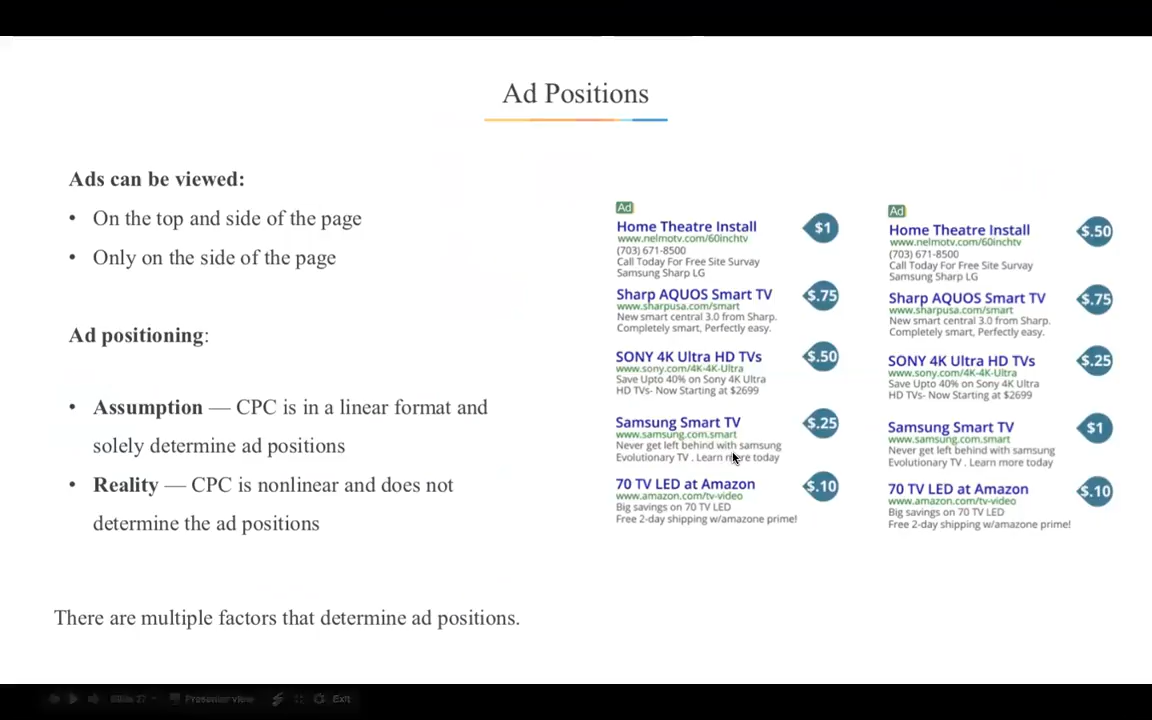 Ad Positions
Ads can be viewed:
• On the top and side of the page
• Only on the side of the page
Ad positioning:
• Assumption — CPC is in a linear format and
solely determine ad positions
• Reality — CPC is nonlinear and does not
determine the ad positions
There are multiple factors that determine ad positions.
Ad
Home Theatre Install
$1
www.nelmotv.com/60inchtv
(703) 671-8500
Call Today For Free Site Survay
Samsung Sharp LG
Sharp AQUOS Smart TV
$.75
www.sharpusa.com/smart
New smart central 3.0 from Sharp.
Completely smart, Perfectly easy.
SONY 4K Ultra HD TVs
$.50
www.sony.com/4K-4K-Ultra
Save Upto 40% on Sony 4K Ultra
HD TVs- Now Starting at $2699
Samsung Smart TV
$.25
www.samsung.com.smart
Never get left behind with samsung
Evolutionary TV . Learn more today
70 TV LED at Amazon
$.10
www.amazon.com/tv-video
Big savings on 70 TV LED
Free 2-day shipping w/amazone prime!
Ad
Home Theatre Install
$.50
www.nelmotv.com/60inchtv
(703) 671-8500
Call Today For Free Site Survay
Samsung Sharp LG
Sharp AQUOS Smart TV
$.75
www.sharpusa.com/smart
New smart central 3.0 from Sharp.
Completely smart, Perfectly easy.
SONY 4K Ultra HD TVs
$.25
www.sony.com/4K-4K-Ultra
Save Upto 40% on Sony 4K Ultra
HD TVs- Now Starting at $2699
Samsung Smart TV
$1
www.samsung.com.smart
Never get left behind with samsung
Evolutionary TV . Learn more today
70 TV LED at Amazon
$.10
www.amazon.com/tv-video
Big savings on 70 TV LED
Free 2-day shipping w/amazone prime!
Presenter view
Exit